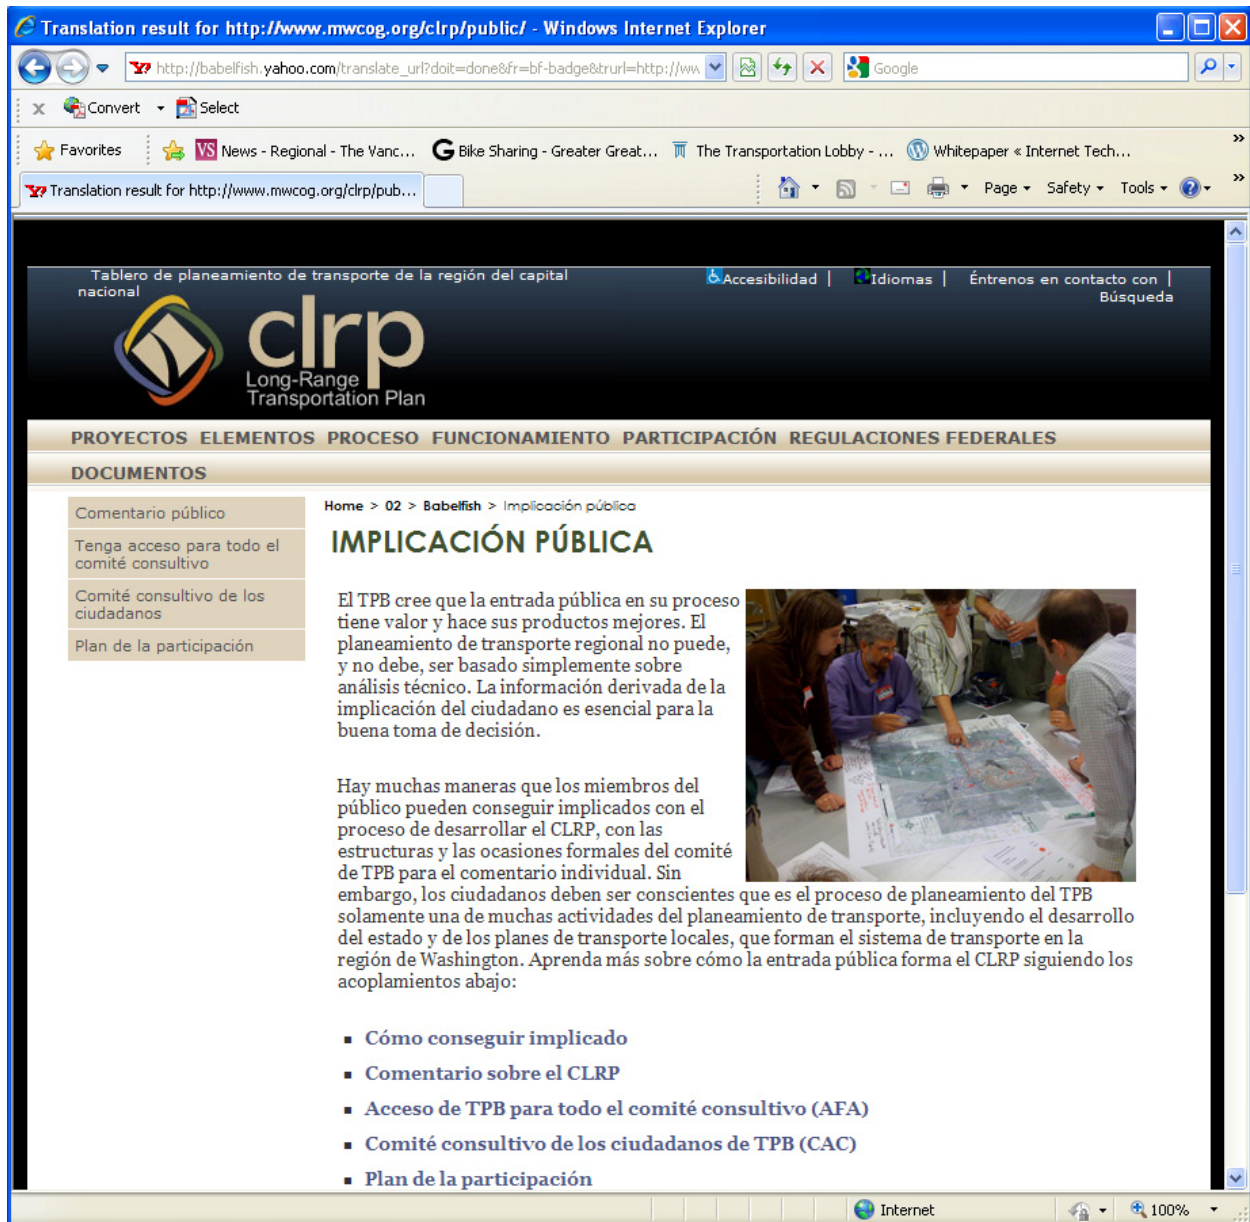 Translation result for http://www.mwcog.org/clrp/public/ - Windows Internet Explorer
http://babelfish.yahoo.com/translate_url?doit=done&fr=bf-badge&trurl=http://ww
Google
x Convert Select
Favorites VS News - Regional - The Vanc... G Bike Sharing - Greater Great... The Transportation Lobby - ... Whitepaper « Internet Tech... »
Translation result for http://www.mwcog.org/clrp/pub... Page Safety Tools »
Tablero de planeamiento de transporte de la región del capital
nacional
Accesibilidad | Idiomas | Éntrenos en contacto con |
Búsqueda
clrp
Long-Range
Transportation Plan
PROYECTOS ELEMENTOS PROCESO FUNCIONAMIENTO PARTICIPACIÓN REGULACIONES FEDERALES
DOCUMENTOS
Comentario público
Tenga acceso para todo el
comité consultivo
Comité consultivo de los
ciudadanos
Plan de la participación
Home > 02 > Babelfish > Implicación pública
IMPLICACIÓN PÚBLICA
El TPB cree que la entrada pública en su proceso
tiene valor y hace sus productos mejores. El
planeamiento de transporte regional no puede,
y no debe, ser basado simplemente sobre
análisis técnico. La información derivada de la
implicación del ciudadano es esencial para la
buena toma de decisión.
Hay muchas maneras que los miembros del
público pueden conseguir implicados con el
proceso de desarrollar el CLRP, con las
estructuras y las ocasiones formales del comité
de TPB para el comentario individual. Sin
embargo, los ciudadanos deben ser conscientes que es el proceso de planeamiento del TPB
solamente una de muchas actividades del planeamiento de transporte, incluyendo el desarrollo
del estado y de los planes de transporte locales, que forman el sistema de transporte en la
región de Washington. Aprenda más sobre cómo la entrada pública forma el CLRP siguiendo los
acoplamientos abajo:
▪ Cómo conseguir implicado
▪ Comentario sobre el CLRP
▪ Acceso de TPB para todo el comité consultivo (AFA)
▪ Comité consultivo de los ciudadanos de TPB (CAC)
▪ Plan de la participación
Internet 100%